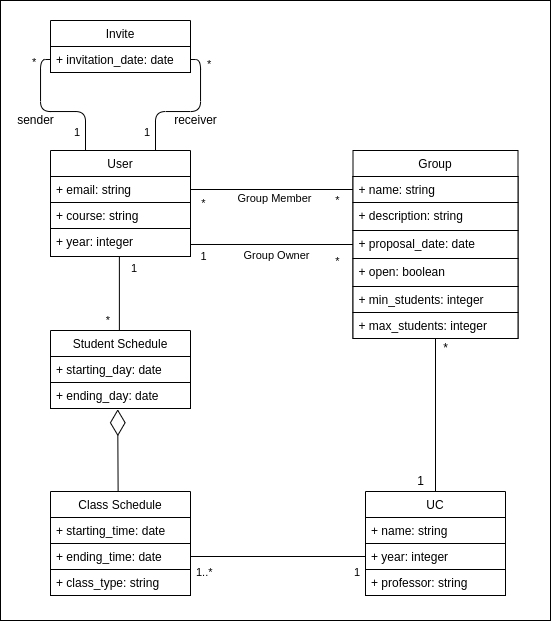 Invite
+ invitation_date: date
* *
sender receiver
1 1
User
+ email: string
+ course: string
+ year: integer
Group
+ name: string
+ description: string
+ proposal_date: date
+ open: boolean
+ min_students: integer
+ max_students: integer
* Group Member *
1 Group Owner *
1
*
Student Schedule
+ starting_day: date
+ ending_day: date
*
1
Class Schedule
+ starting_time: date
+ ending_time: date
+ class_type: string
1..* 1
UC
+ name: string
+ year: integer
+ professor: string